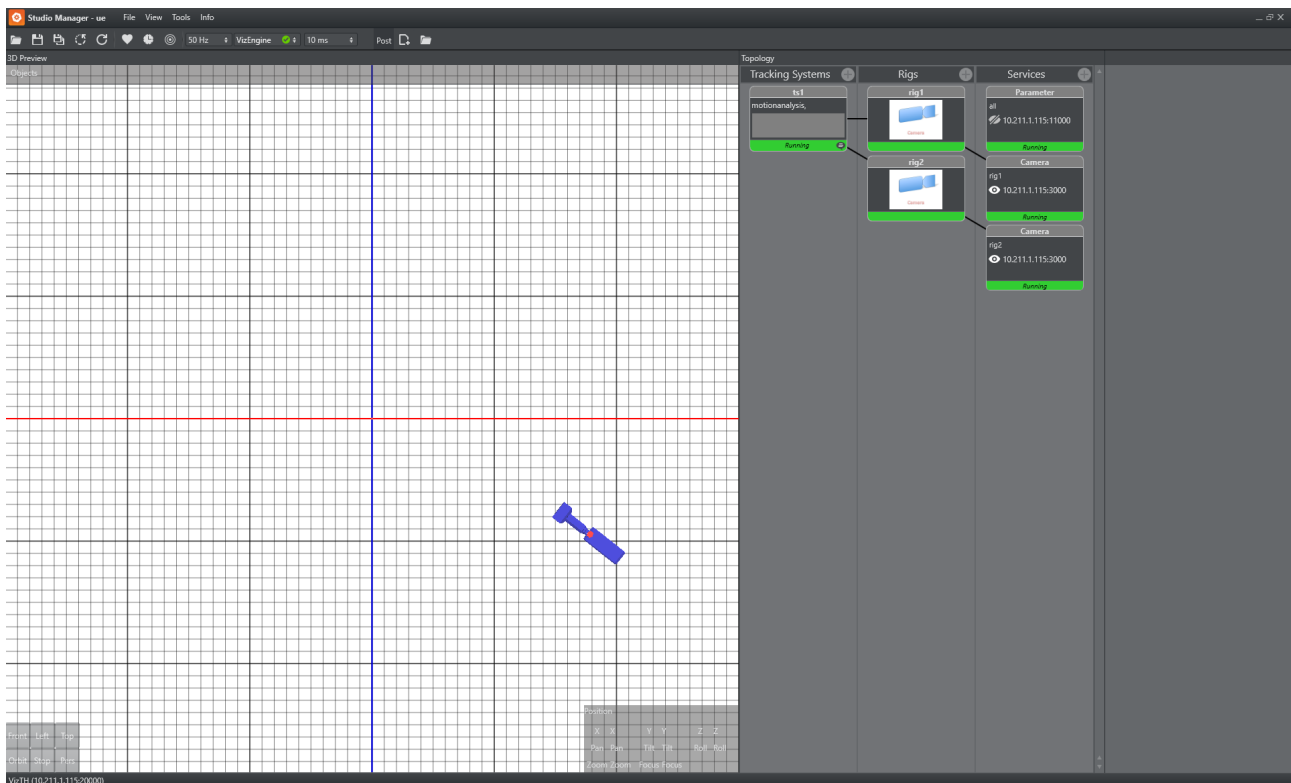 Studio Manager - ue File View Tools Info
50 Hz VizEngine 10 ms Post
3D Preview
Objects
Front Left Top
Orbit Stop Pers
Position
X X Y Y Z Z
Pan Pan Tilt Tilt Roll Roll
Zoom Zoom Focus Focus
Topology
Tracking Systems Rigs Services
ts1
motionanalysis,
Running
rig1
Camera
rig2
Camera
Parameter
all
10.211.1.115:11000
Running
Camera
rig1
10.211.1.115:3000
Running
Camera
rig2
10.211.1.115:3000
Running
VizTH (10.211.1.115:20000)